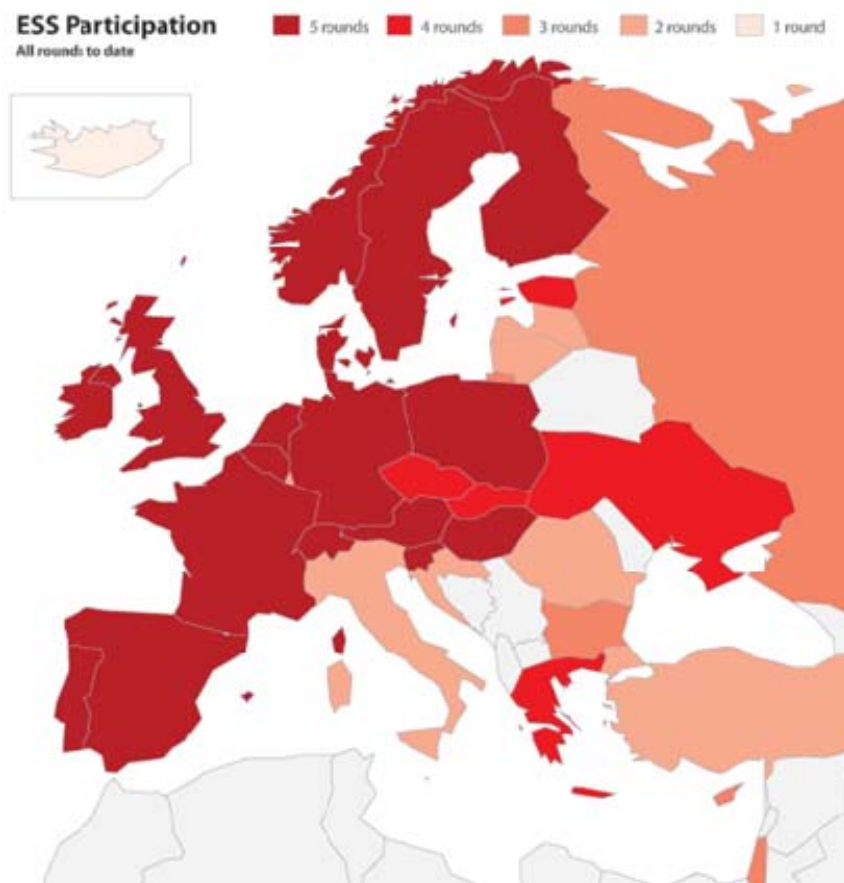 ESS Participation
All rounds to date
5 rounds
4 rounds
3 rounds
2 rounds
1 round